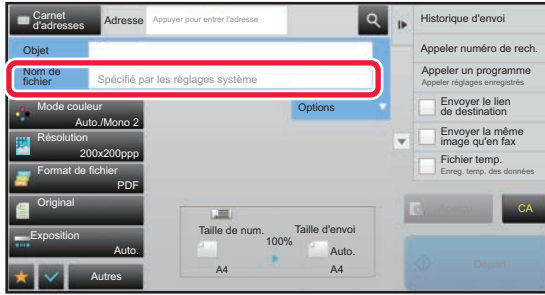 Carnet d'adresses
Adresse
Appuyer pour entrer l'adresse
Historique d'envoi
Objet
Appeler numéro de rech.
Nom de fichier
Spécifié par les réglages système
Appeler un programme
Appeler réglages enregistrés
Mode couleur
Auto./Mono 2
Options
Envoyer le lien de destination
Résolution
200x200ppp
Envoyer la même image qu'en fax
Format de fichier
PDF
Fichier temp.
Enreg. temp. des données
Original
Aperçu
CA
Exposition
Auto.
Taille de num.
100%
Taille d'envoi
Auto.
A4
A4
Départ
Autres